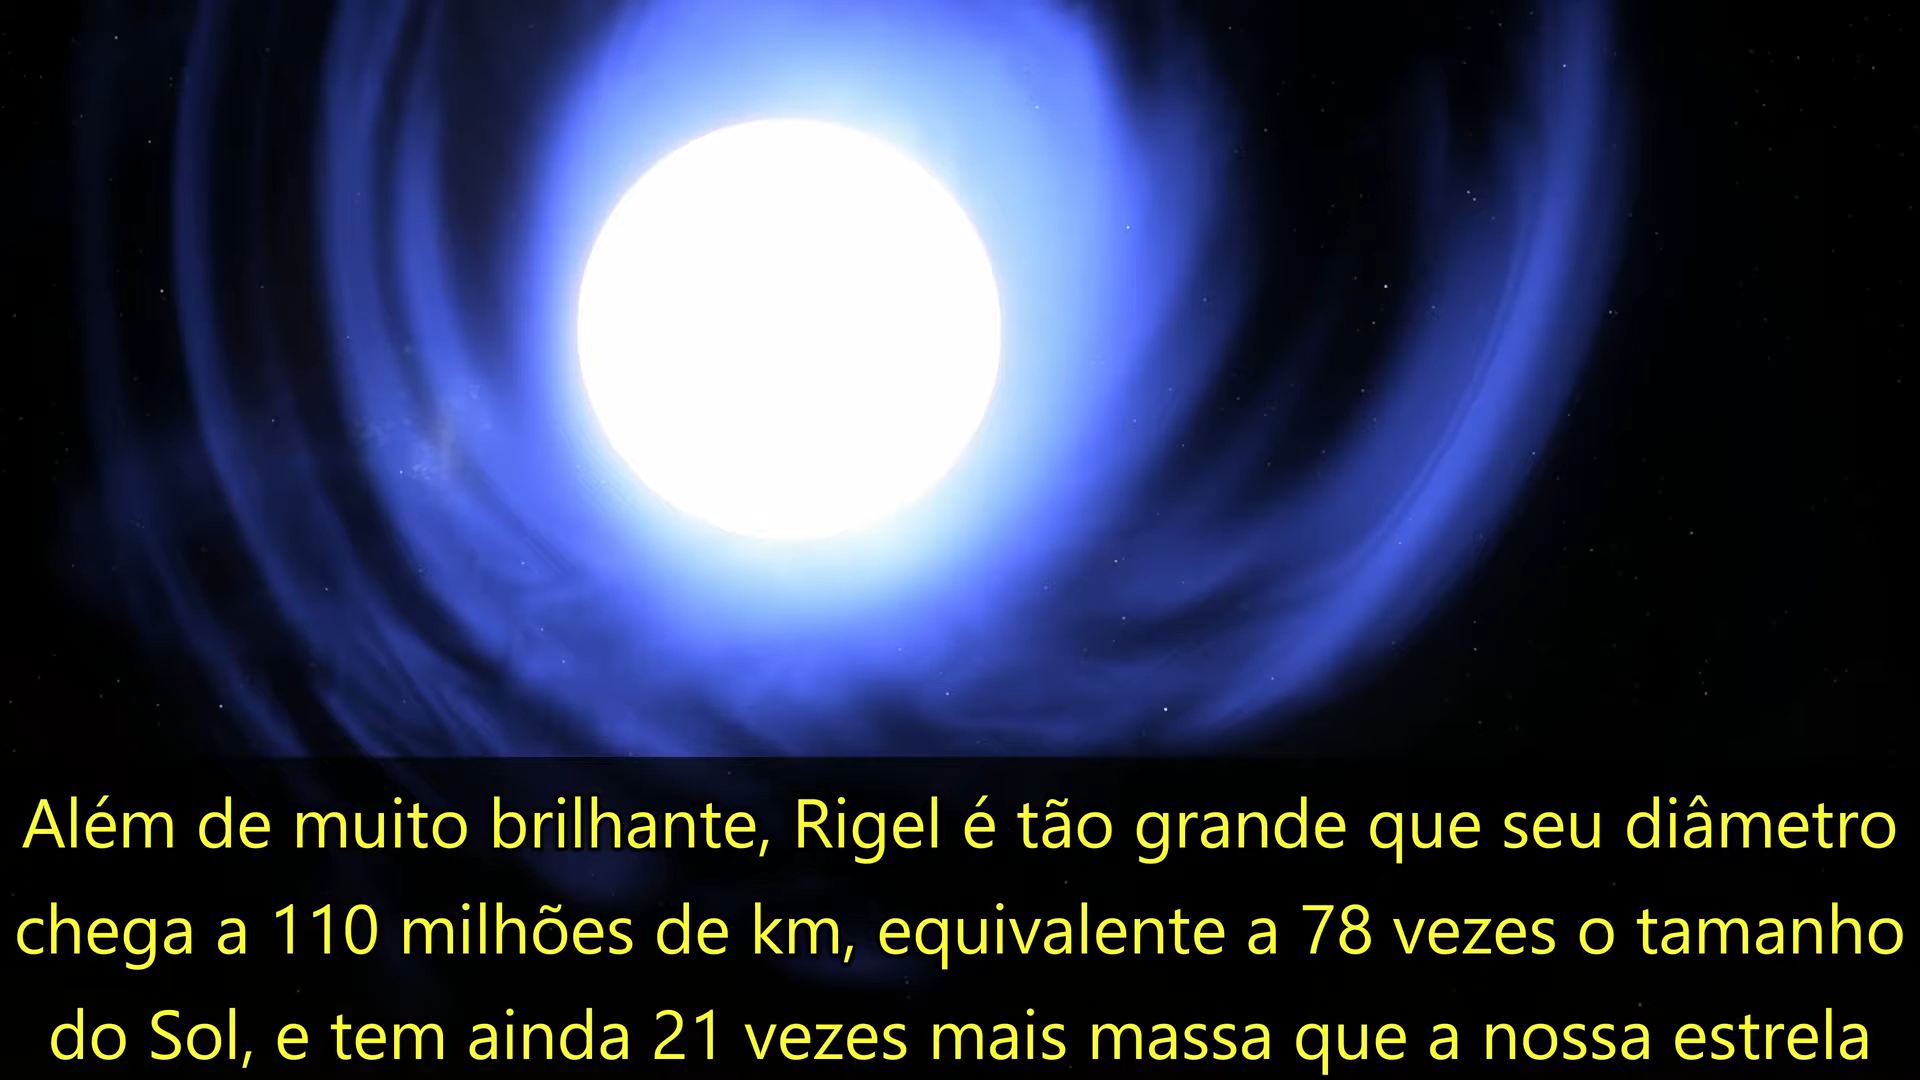 Além de muito brilhante, Rigel é tão grande que seu diâmetro
chega a 110 milhões de km, equivalente a 78 vezes o tamanho
do Sol, e tem ainda 21 vezes mais massa que a nossa estrela